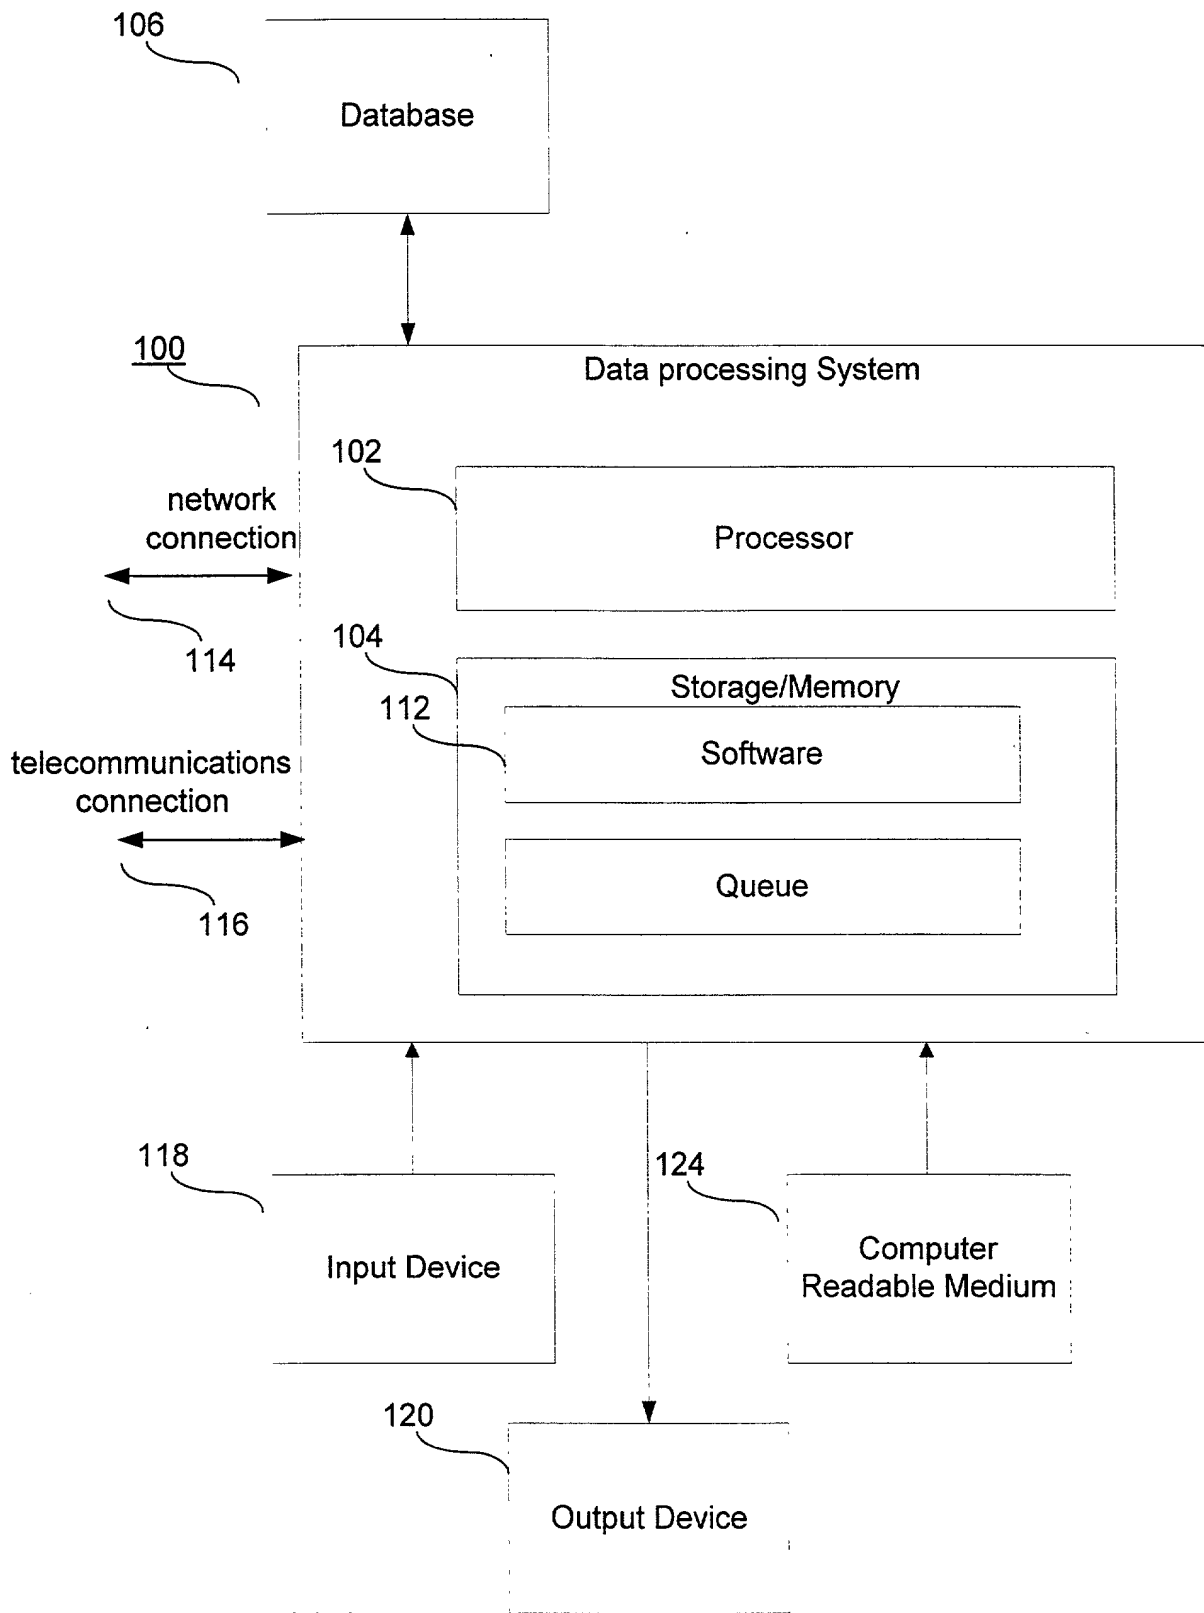 106
Database
100
Data processing System
102
network
connection
Processor
114
104
Storage/Memory
112
Software
telecommunications
connection
Queue
116
118
124
Input Device
Computer
Readable Medium
120
Output Device